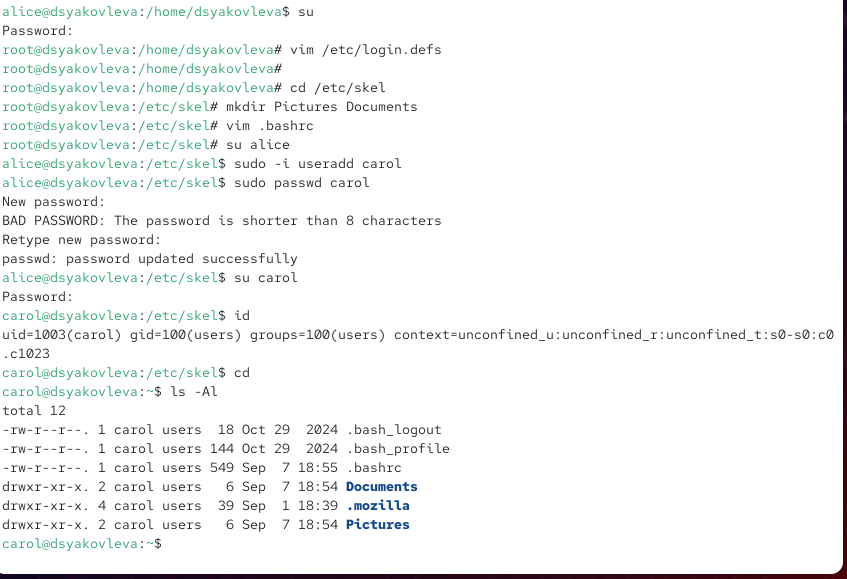 alice@dsyakovleva:/home/dsyakovleva$ su
Password:
root@dsyakovleva:/home/dsyakovleva# vim /etc/login.defs
root@dsyakovleva:/home/dsyakovleva#
root@dsyakovleva:/home/dsyakovleva# cd /etc/skel
root@dsyakovleva:/etc/skel# mkdir Pictures Documents
root@dsyakovleva:/etc/skel# vim .bashrc
root@dsyakovleva:/etc/skel# su alice
alice@dsyakovleva:/etc/skel$ sudo -i useradd carol
alice@dsyakovleva:/etc/skel$ sudo passwd carol
New password:
BAD PASSWORD: The password is shorter than 8 characters
Retype new password:
passwd: password updated successfully
alice@dsyakovleva:/etc/skel$ su carol
Password:
carol@dsyakovleva:/etc/skel$ id
uid=1003(carol) gid=100(users) groups=100(users) context=unconfined_u:unconfined_r:unconfined_t:s0-s0:c0
.c1023
carol@dsyakovleva:/etc/skel$ cd
carol@dsyakovleva:~$ ls -Al
total 12
-rw-r--r--. 1 carol users  18 Oct 29  2024 .bash_logout
-rw-r--r--. 1 carol users 144 Oct 29  2024 .bash_profile
-rw-r--r--. 1 carol users 549 Sep  7 18:55 .bashrc
drwxr-xr-x. 2 carol users   6 Sep  7 18:54 Documents
drwxr-xr-x. 4 carol users  39 Sep  1 18:39 .mozilla
drwxr-xr-x. 2 carol users   6 Sep  7 18:54 Pictures
carol@dsyakovleva:~$